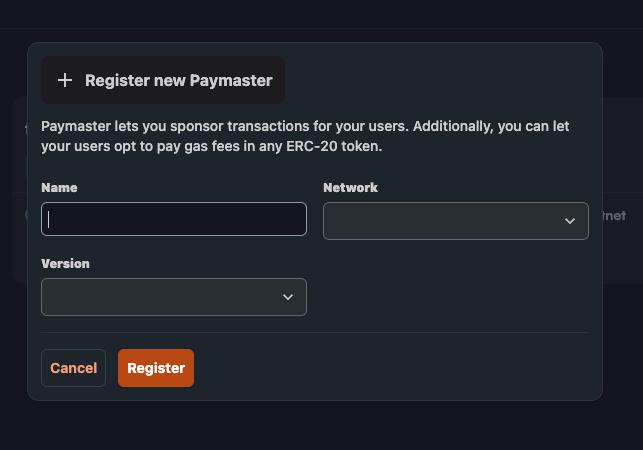 Register new Paymaster
Paymaster lets you sponsor transactions for your users. Additionally, you can let
your users opt to pay gas fees in any ERC-20 token.
Name
Network
Version
Cancel
Register